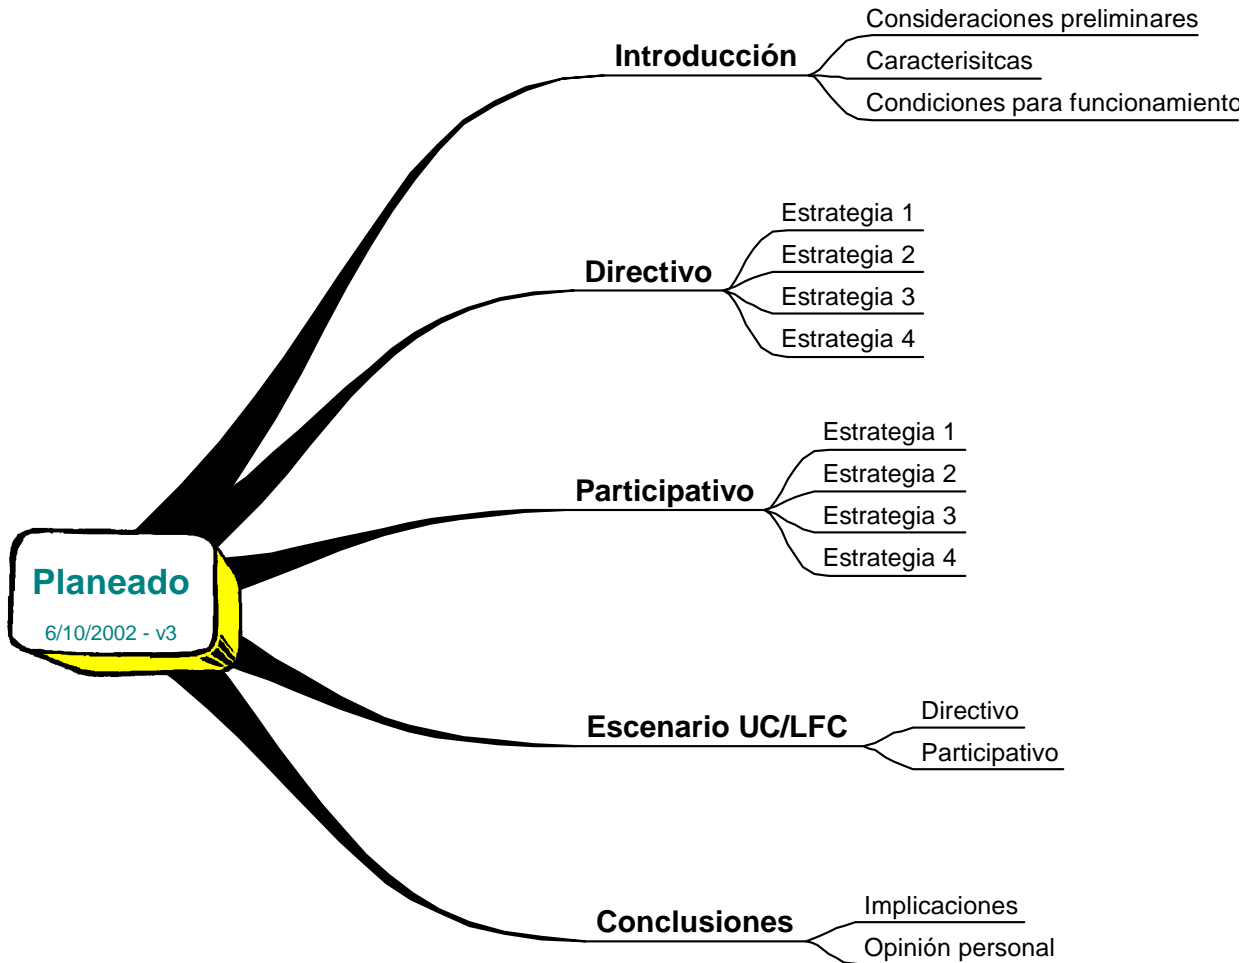 Consideraciones preliminares
Introducción
Caracterisitcas
Condiciones para funcionamiento
Estrategia 1
Estrategia 2
Directivo
Estrategia 3
Estrategia 4
Estrategia 1
Estrategia 2
Participativo
Estrategia 3
Estrategia 4
Planeado
6/10/2002 - v3
Escenario UC/LFC
Directivo
Participativo
Conclusiones
Implicaciones
Opinión personal